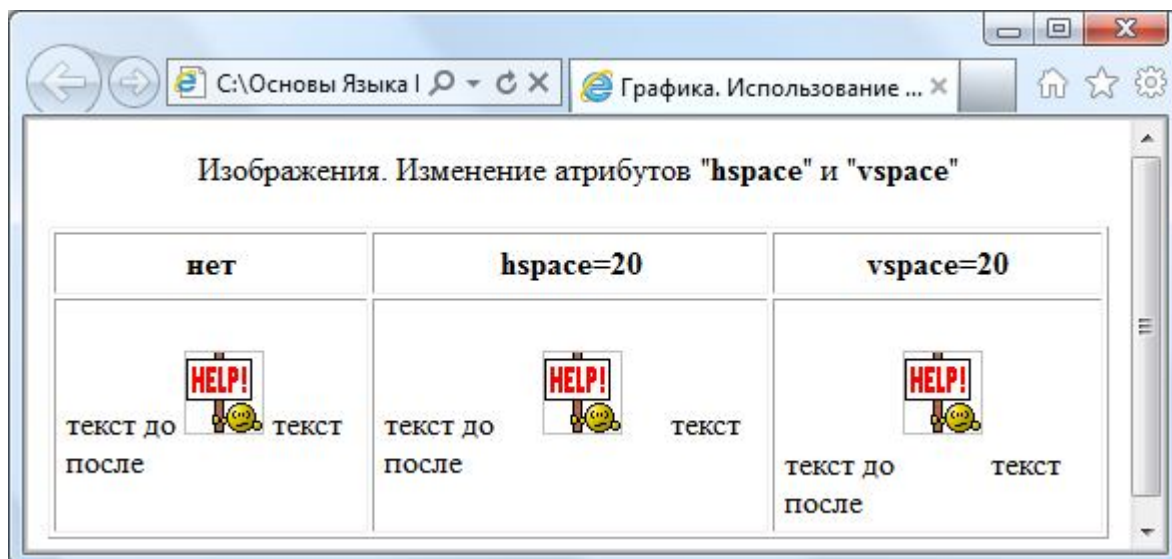 C:\Основы Языка
Графика. Использование ...
Изображения. Изменение атрибутов "hspace" и "vspace"
нет
hspace=20
vspace=20
HELP!
текст до текст
после
HELP!
текст до текст
после
HELP!
текст до текст
после